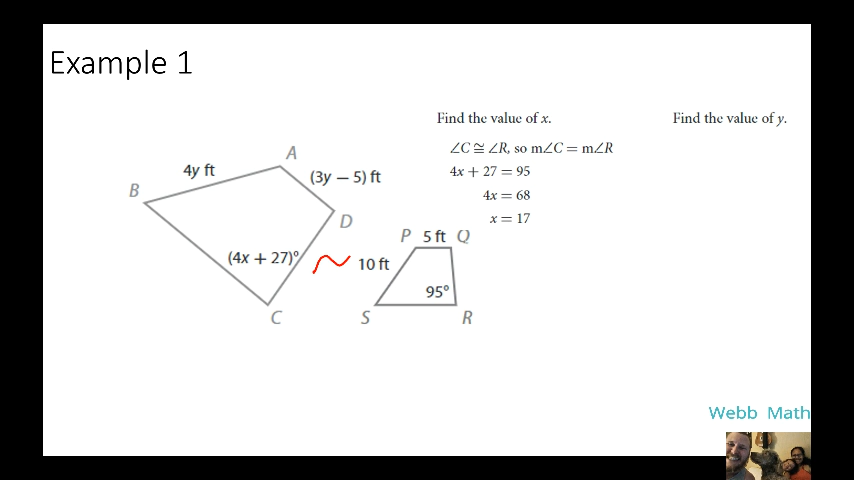 Example 1
Find the value of x.
Find the value of y.
∠C ≅ ∠R, so m∠C = m∠R
4x + 27 = 95
4x = 68
x = 17
A
4y ft
(3y – 5) ft
B
D
P 5 ft Q
(4x + 27)°
~ 10 ft
95°
C
S
R
Webb Math